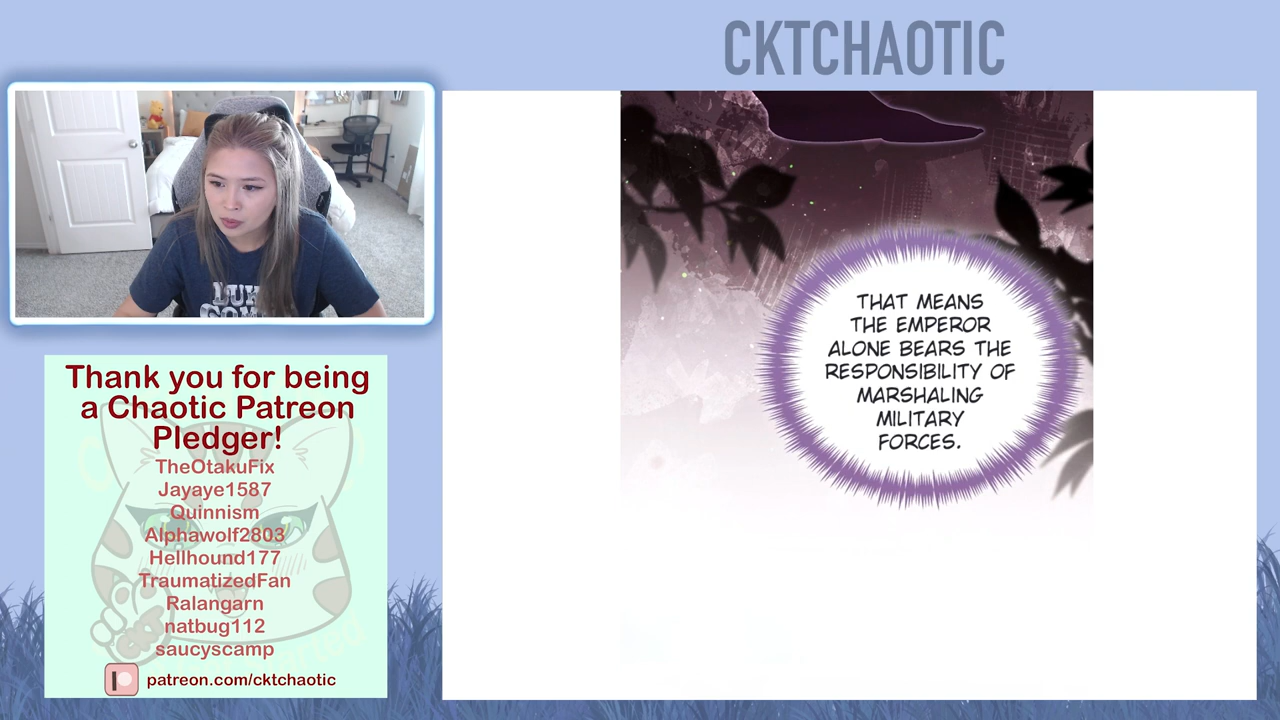 CKTCHAOTIC
THAT MEANS
THE EMPEROR
ALONE BEARS THE
RESPONSIBILITY OF
MARSHALING
MILITARY
FORCES.
Thank you for being
a Chaotic Patreon
Pledger!
TheOtakuFix
Jayaye1587
Quinnism
Alphawolf2803
Hellhound177
TraumatizedFan
Ralangarn
natbug112
saucyscamp
patreon.com/cktchaotic